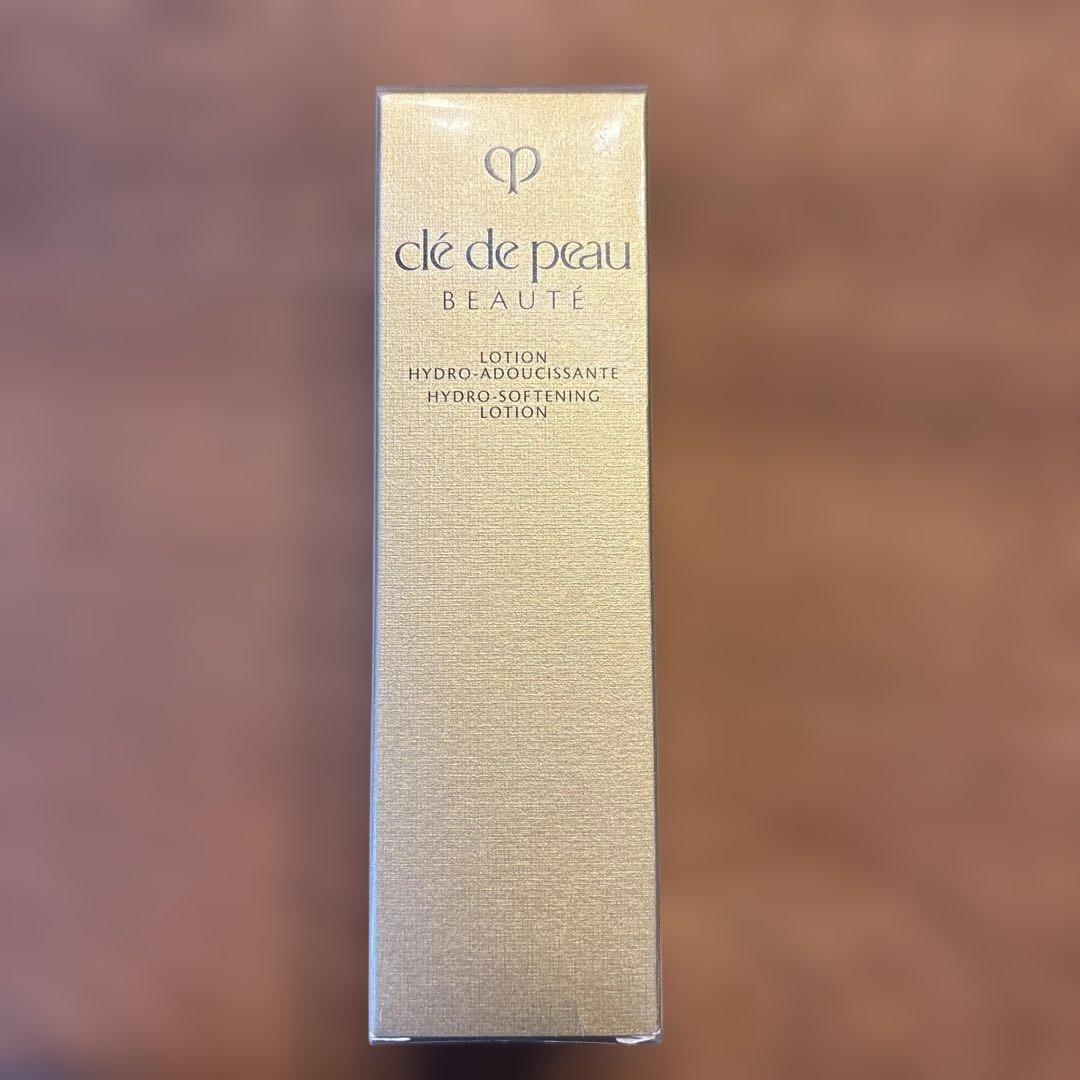 clé de peau
BEAUTÉ
LOTION
HYDRO-ADOUCISSANTE
HYDRO-SOFTENING
LOTION